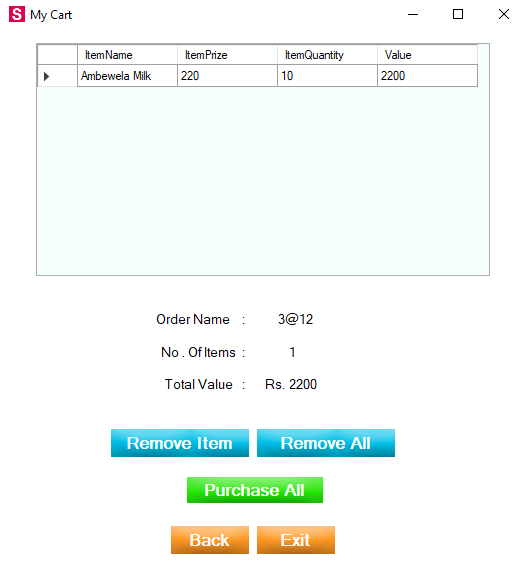 S My Cart
ItemName ItemPrize ItemQuantity Value
Ambewela Milk 220 10 2200
Order Name : 3@12
No . Of Items : 1
Total Value : Rs. 2200
Remove Item Remove All
Purchase All
Back Exit